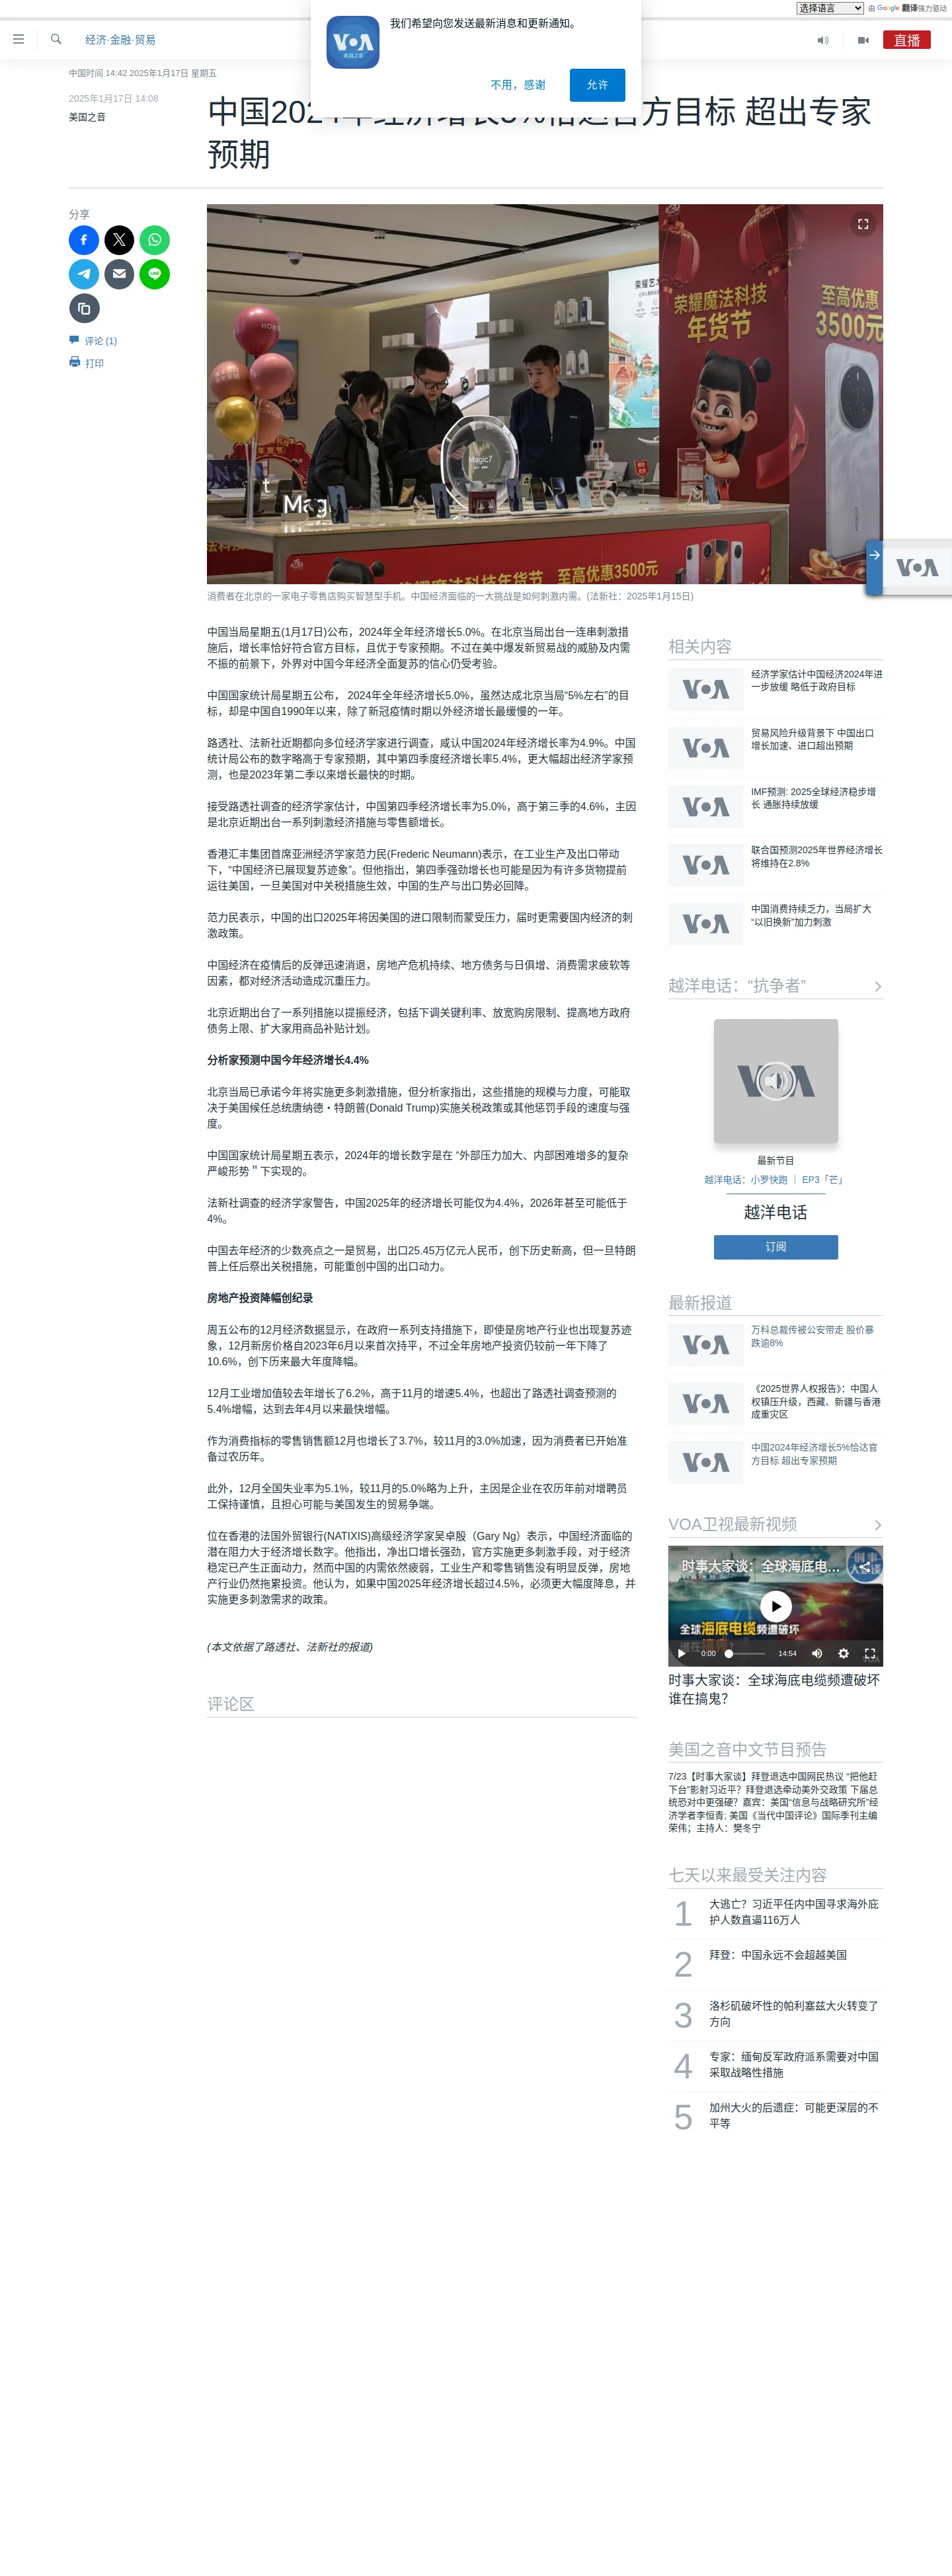 选择语言
由 Google 翻译强力驱动
我们希望向您发送最新消息和更新通知。
VOA
美国之音
不用，感谢
允许
经济·金融·贸易
直播
中国时间 14:42 2025年1月17日 星期五
2025年1月17日 14:08
美国之音
中国2024年经济增长5%恰达官方目标 超出专家
预期
分享
评论 (1)
打印
HONOR
荣耀魔法科技
年货节
至高优惠
3500元
Magic7
至高优惠3500元
消费者在北京的一家电子零售店购买智慧型手机。中国经济面临的一大挑战是如何刺激内需。(法新社：2025年1月15日)
VOA
中国当局星期五(1月17日)公布，2024年全年经济增长5.0%。在北京当局出台一连串刺激措
施后，增长率恰好符合官方目标，且优于专家预期。不过在美中爆发新贸易战的威胁及内需
不振的前景下，外界对中国今年经济全面复苏的信心仍受考验。
中国国家统计局星期五公布， 2024年全年经济增长5.0%，虽然达成北京当局“5%左右”的目
标，却是中国自1990年以来，除了新冠疫情时期以外经济增长最缓慢的一年。
路透社、法新社近期都向多位经济学家进行调查，咸认中国2024年经济增长率为4.9%。中国
统计局公布的数字略高于专家预期，其中第四季度经济增长率5.4%，更大幅超出经济学家预
测，也是2023年第二季以来增长最快的时期。
接受路透社调查的经济学家估计，中国第四季经济增长率为5.0%，高于第三季的4.6%，主因
是北京近期出台一系列刺激经济措施与零售额增长。
香港汇丰集团首席亚洲经济学家范力民(Frederic Neumann)表示，在工业生产及出口带动
下，“中国经济已展现复苏迹象”。但他指出，第四季强劲增长也可能是因为有许多货物提前
运往美国，一旦美国对中关税措施生效，中国的生产与出口势必回降。
范力民表示，中国的出口2025年将因美国的进口限制而蒙受压力，届时更需要国内经济的刺
激政策。
中国经济在疫情后的反弹迅速消退，房地产危机持续、地方债务与日俱增、消费需求疲软等
因素，都对经济活动造成沉重压力。
北京近期出台了一系列措施以提振经济，包括下调关键利率、放宽购房限制、提高地方政府
债务上限、扩大家用商品补贴计划。
分析家预测中国今年经济增长4.4%
北京当局已承诺今年将实施更多刺激措施，但分析家指出，这些措施的规模与力度，可能取
决于美国候任总统唐纳德・特朗普(Donald Trump)实施关税政策或其他惩罚手段的速度与强
度。
中国国家统计局星期五表示，2024年的增长数字是在 “外部压力加大、内部困难增多的复杂
严峻形势＂下实现的。
法新社调查的经济学家警告，中国2025年的经济增长可能仅为4.4%，2026年甚至可能低于
4%。
中国去年经济的少数亮点之一是贸易，出口25.45万亿元人民币，创下历史新高，但一旦特朗
普上任后祭出关税措施，可能重创中国的出口动力。
房地产投资降幅创纪录
周五公布的12月经济数据显示，在政府一系列支持措施下，即使是房地产行业也出现复苏迹
象，12月新房价格自2023年6月以来首次持平，不过全年房地产投资仍较前一年下降了
10.6%，创下历来最大年度降幅。
12月工业增加值较去年增长了6.2%，高于11月的增速5.4%，也超出了路透社调查预测的
5.4%增幅，达到去年4月以来最快增幅。
作为消费指标的零售销售额12月也增长了3.7%，较11月的3.0%加速，因为消费者已开始准
备过农历年。
此外，12月全国失业率为5.1%，较11月的5.0%略为上升，主因是企业在农历年前对增聘员
工保持谨慎，且担心可能与美国发生的贸易争端。
位在香港的法国外贸银行(NATIXIS)高级经济学家吴卓殷（Gary Ng）表示，中国经济面临的
潜在阻力大于经济增长数字。他指出，净出口增长强劲，官方实施更多刺激手段，对于经济
稳定已产生正面动力，然而中国的内需依然疲弱，工业生产和零售销售没有明显反弹，房地
产行业仍然拖累投资。他认为，如果中国2025年经济增长超过4.5%，必须更大幅度降息，并
实施更多刺激需求的政策。
(本文依据了路透社、法新社的报道)
评论区
相关内容
VOA
经济学家估计中国经济2024年进
一步放缓 略低于政府目标
VOA
贸易风险升级背景下 中国出口
增长加速、进口超出预期
VOA
IMF预测: 2025全球经济稳步增
长 通胀持续放缓
VOA
联合国预测2025年世界经济增长
将维持在2.8%
VOA
中国消费持续乏力，当局扩大
“以旧换新”加力刺激
越洋电话：“抗争者”
VOA
最新节目
越洋电话：小罗快跑 ｜ EP3「芒」
越洋电话
订阅
最新报道
VOA
万科总裁传被公安带走 股价暴
跌逾8%
VOA
《2025世界人权报告》：中国人
权镇压升级，西藏、新疆与香港
成重灾区
VOA
中国2024年经济增长5%恰达官
方目标 超出专家预期
VOA卫视最新视频
时事大家谈：全球海底电...
全球海底电缆频遭破坏
0:00
14:54
时事大家谈：全球海底电缆频遭破坏
谁在搞鬼？
美国之音中文节目预告
7/23【时事大家谈】拜登退选中国网民热议 “把他赶
下台”影射习近平？拜登退选牵动美外交政策 下届总
统恐对中更强硬？嘉宾：美国“信息与战略研究所”经
济学者李恒青; 美国《当代中国评论》国际季刊主编
荣伟；主持人：樊冬宁
七天以来最受关注内容
1
大逃亡？习近平任内中国寻求海外庇
护人数直逼116万人
2
拜登：中国永远不会超越美国
3
洛杉矶破坏性的帕利塞兹大火转变了
方向
4
专家：缅甸反军政府派系需要对中国
采取战略性措施
5
加州大火的后遗症：可能更深层的不
平等